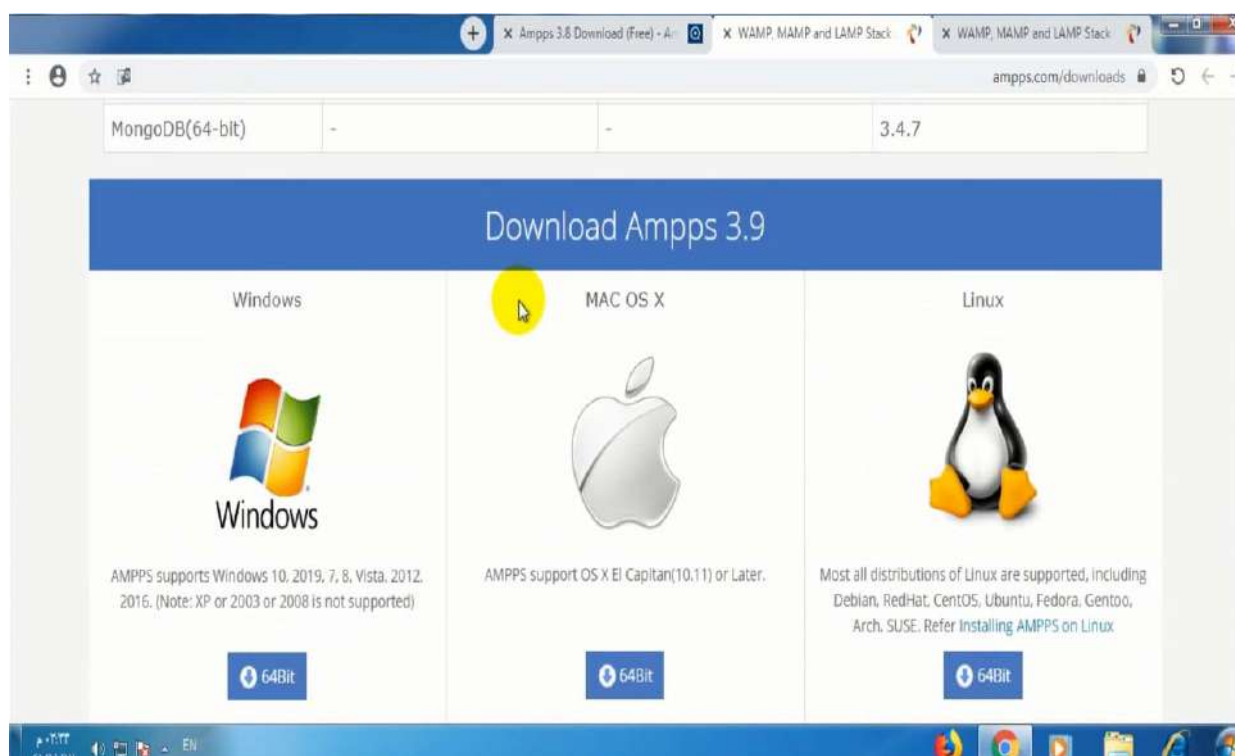 Ampps 3.8 Download (Free) - A
WAMP, MAMP and LAMP Stack
WAMP, MAMP and LAMP Stack
ampps.com/downloads
MongoDB(64-bit) - - 3.4.7
Download Ampps 3.9
Windows
MAC OS X
Linux
Windows
AMPPS supports Windows 10, 2019, 7, 8, Vista, 2012,
2016. (Note: XP or 2003 or 2008 is not supported)
64Bit
AMPPS support OS X El Capitan(10.11) or Later.
64Bit
Most all distributions of Linux are supported, including
Debian, RedHat, CentOS, Ubuntu, Fedora, Gentoo,
Arch, SUSE. Refer Installing AMPPS on Linux
64Bit
EN